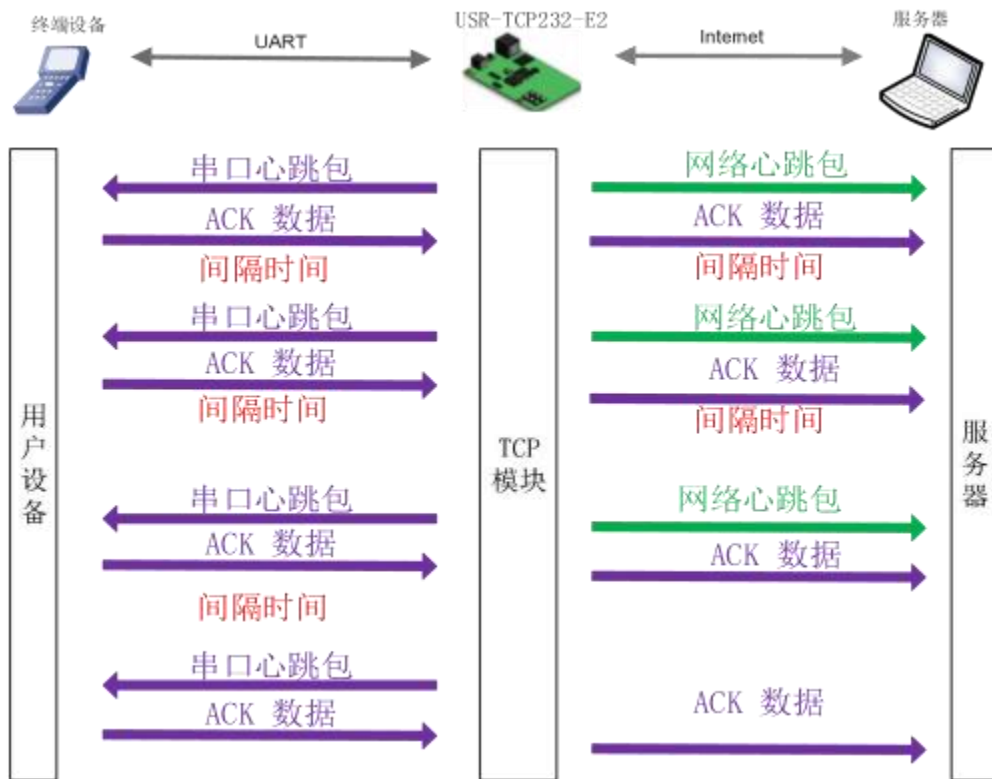 终端设备
UART
USR-TCP232-E2
Internet
服务器
串口心跳包
网络心跳包
ACK 数据
ACK 数据
间隔时间
间隔时间
串口心跳包
网络心跳包
ACK 数据
ACK 数据
间隔时间
间隔时间
用户设备
TCP
模块
服务器
串口心跳包
网络心跳包
ACK 数据
ACK 数据
间隔时间
串口心跳包
ACK 数据
ACK 数据